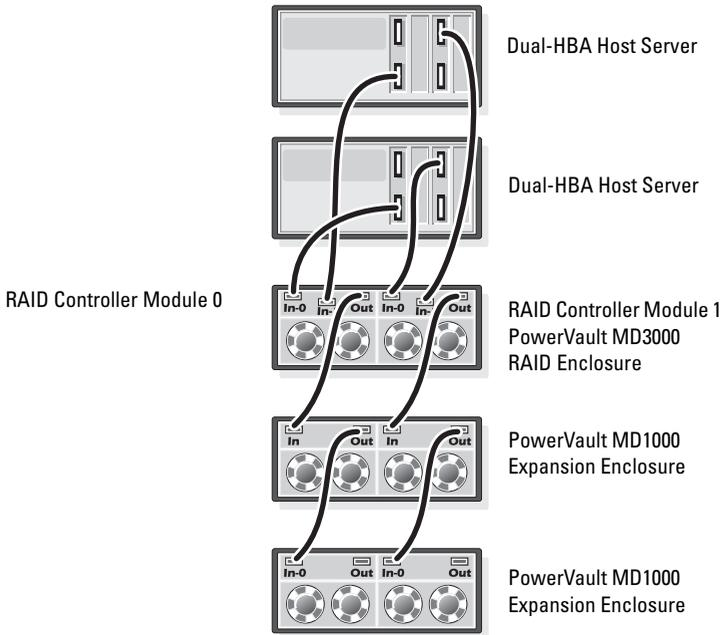 Dual-HBA Host Server
Dual-HBA Host Server
RAID Controller Module 0
In-0 In- Out In-0 In- Out
RAID Controller Module 1
PowerVault MD3000
RAID Enclosure
In Out In Out
PowerVault MD1000
Expansion Enclosure
In-0 Out In-0 Out
PowerVault MD1000
Expansion Enclosure